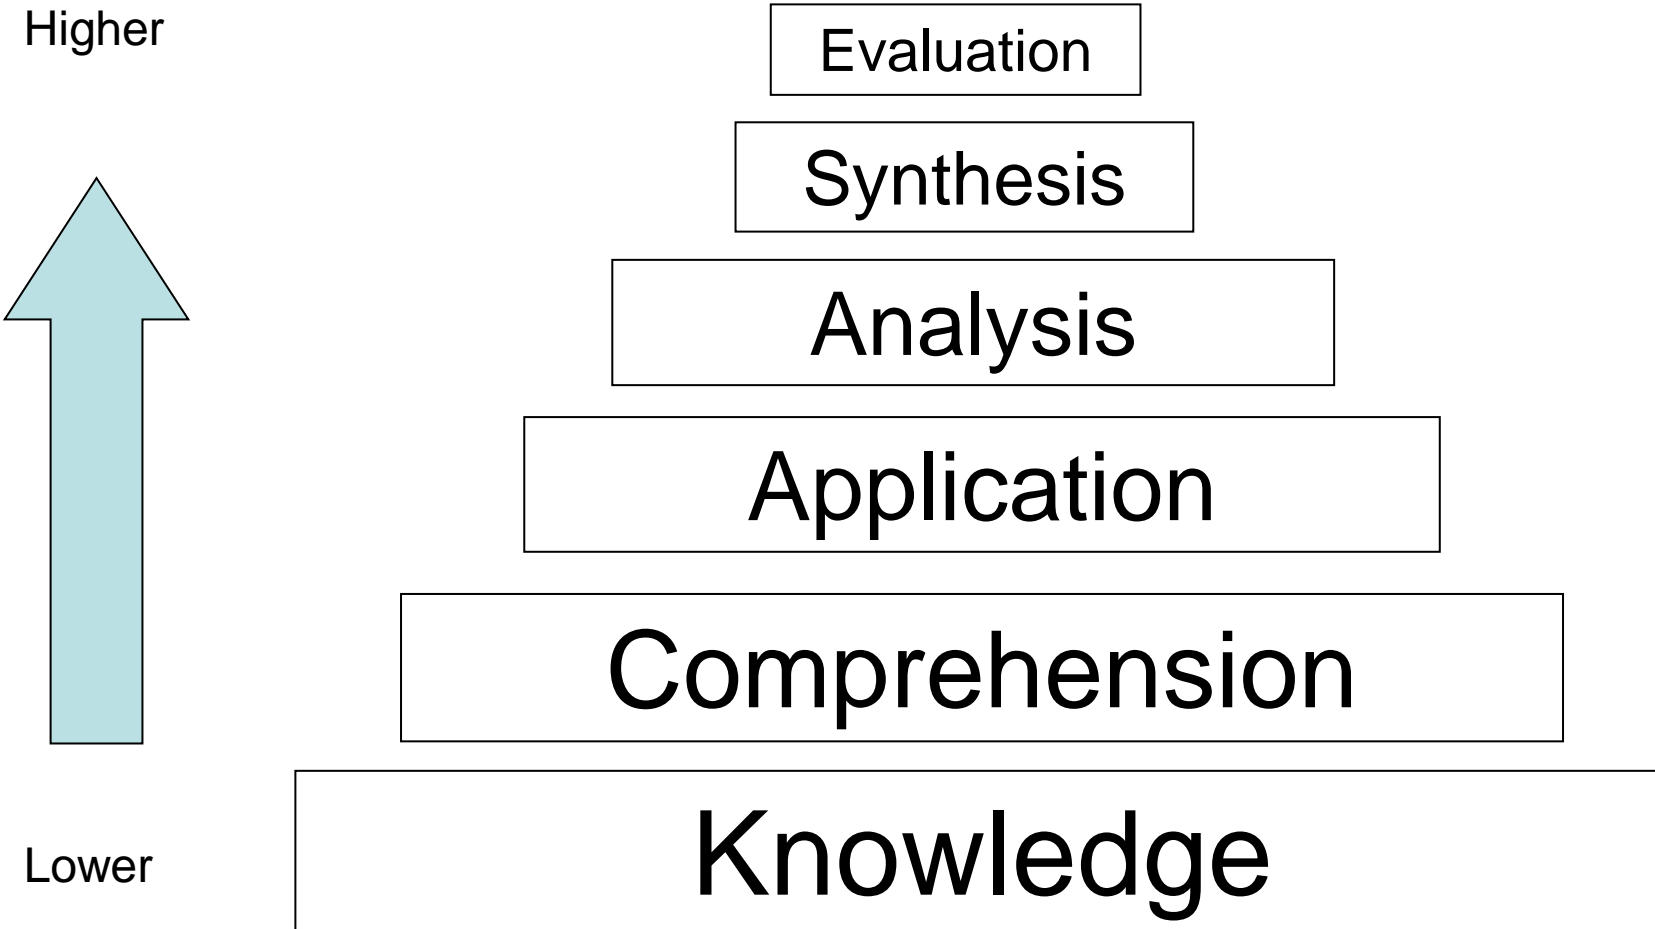 Higher
Evaluation
Synthesis
Analysis
Application
Comprehension
Knowledge
Lower